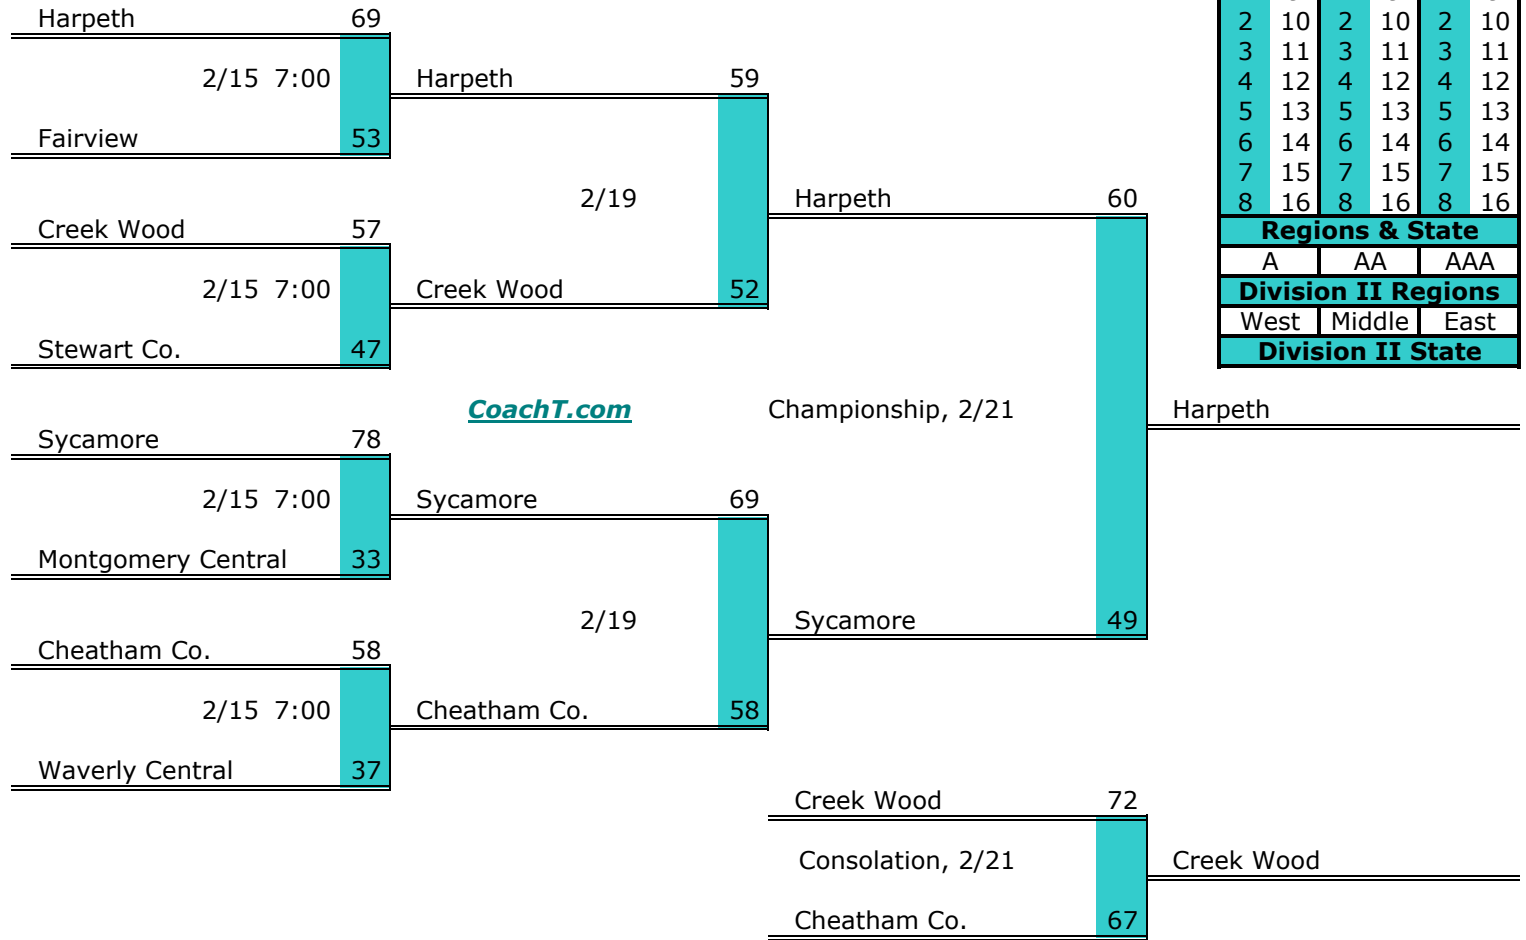 Harpeth 69
2/15 7:00
Fairview 53
Creek Wood 57
2/15 7:00
Stewart Co. 47
Sycamore 78
2/15 7:00
Montgomery Central 33
Cheatham Co. 58
2/15 7:00
Waverly Central 37
Harpeth 59
2/19
Creek Wood 52
CoachT.com
Sycamore 69
2/19
Cheatham Co. 58
Harpeth 60
Championship, 2/21
Sycamore 49
Harpeth
Creek Wood 72
Consolation, 2/21
Cheatham Co. 67
Creek Wood
2 10 2 10 2 10
3 11 3 11 3 11
4 12 4 12 4 12
5 13 5 13 5 13
6 14 6 14 6 14
7 15 7 15 7 15
8 16 8 16 8 16
Regions & State
A AA AAA
Division II Regions
West Middle East
Division II State